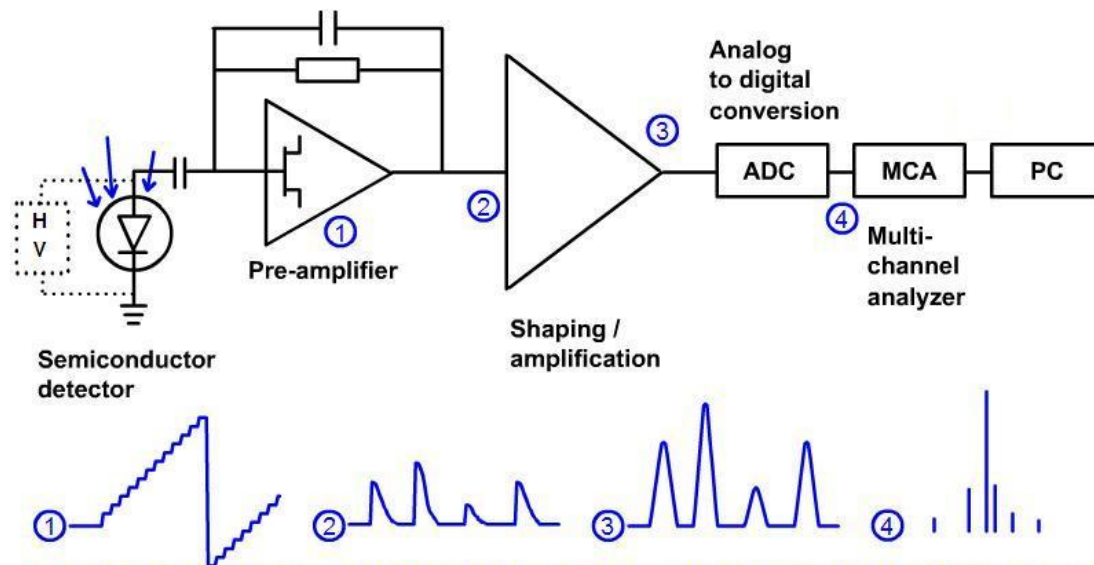 Analog
to digital
conversion
3
ADC
MCA
PC
H
V
2
4
1
Multi-
channel
analyzer
Pre-amplifier
Shaping /
amplification
Semiconductor
detector
1
2
3
4